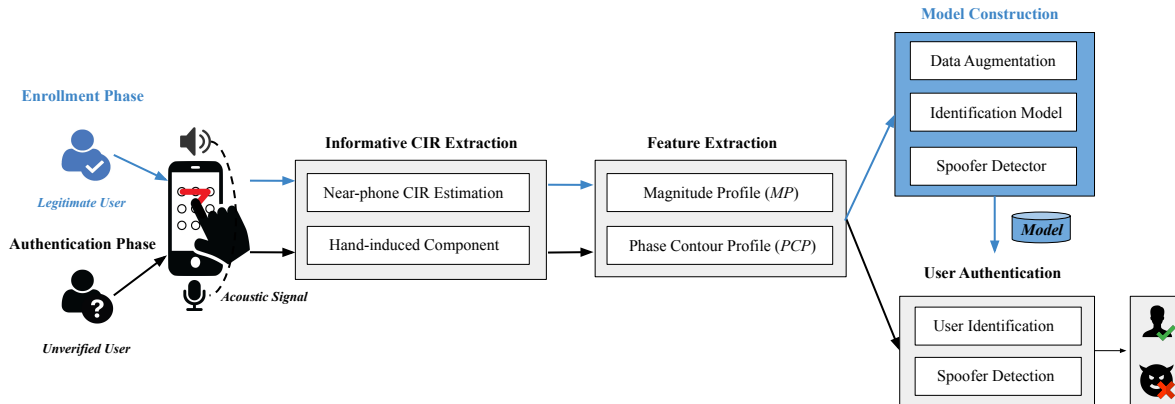 Enrollment Phase
Legitimate User
Authentication Phase
?
Unverified User
Acoustic Signal
Informative CIR Extraction
Near-phone CIR Estimation
Hand-induced Component
Feature Extraction
Magnitude Profile (MP)
Phase Contour Profile (PCP)
Model Construction
Data Augmentation
Identification Model
Spoofer Detector
Model
User Authentication
User Identification
Spoofer Detection